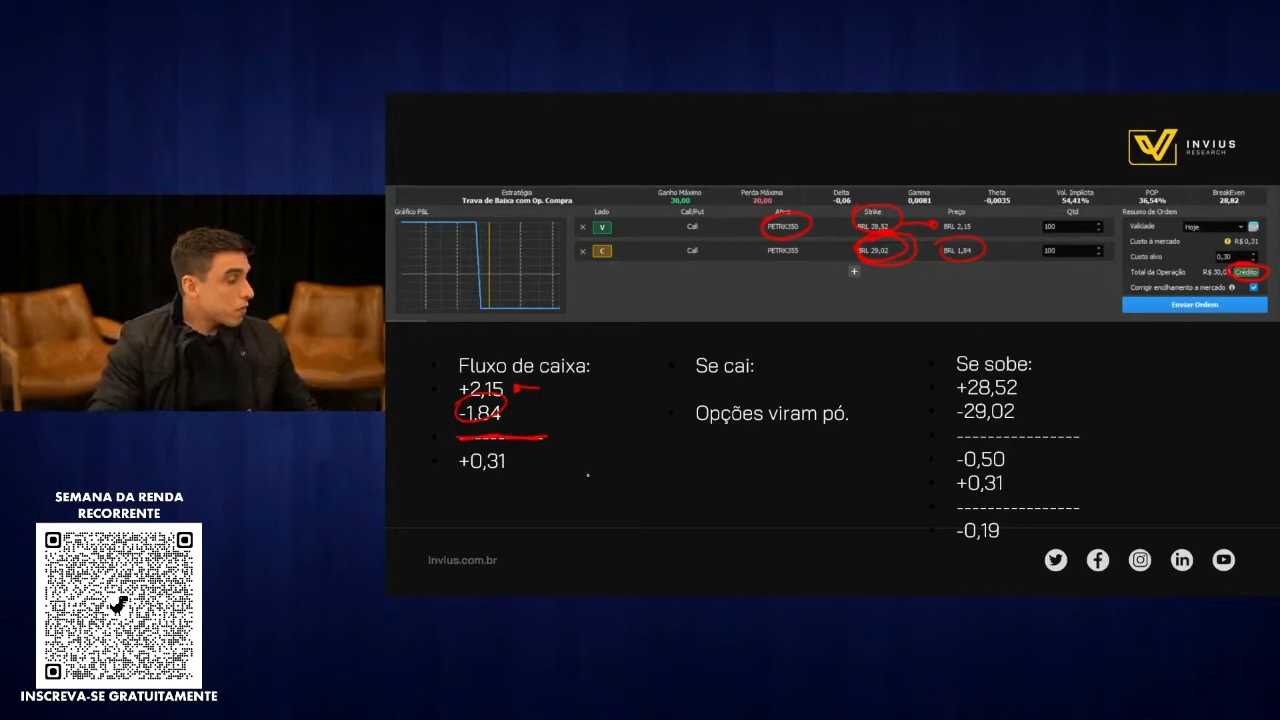 INVIUS
RESEARCH
Estratégia
Trava de Baixa com Op. Compra
Ganho Máximo
30,00
Perda Máxima
20,00
Delta
-0,06
Gamma
0,0081
Theta
-0,0035
Vol. Implícita
54,41%
POP
36,54%
BreakEven
28,82
Gráfico P&L
Lado Call/Put Strike Preço Qtd
V Call PETRK350 BRL 28,52 BRL 2,15 100
C Call PETRK355 BRL 29,02 BRL 1,84 100
Resumo de Ordem
Validade Hoje
Custo à mercado R$ 0,31
Custo alvo 0,30
Total da Operação Crédito
Corrigir encilhamento a mercado
Enviar Ordem
Fluxo de caixa:
+2,15
-1.84
+0,31
Se cai:
Opções viram pó.
Se sobe:
+28,52
-29,02
----------------
-0,50
+0,31
----------------
-0,19
Invius.com.br
SEMANA DA RENDA
RECORRENTE
INSCREVA-SE GRATUITAMENTE